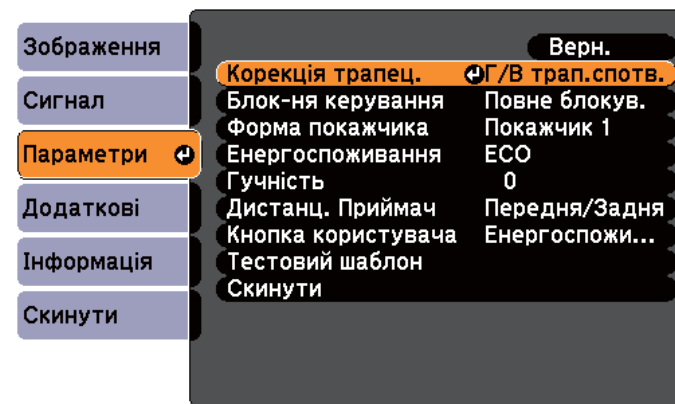 Зображення
Сигнал
Параметри
Додаткові
Інформація
Скинути
Верн.
Корекція трапец. Г/В трап.спотв.
Блок-ня керування Повне блокув.
Форма покажчика Покажчик 1
Енергоспоживання ECO
Гучність 0
Дистанц. Приймач Передня/Задня
Кнопка користувача Енергоспожи...
Тестовий шаблон
Скинути